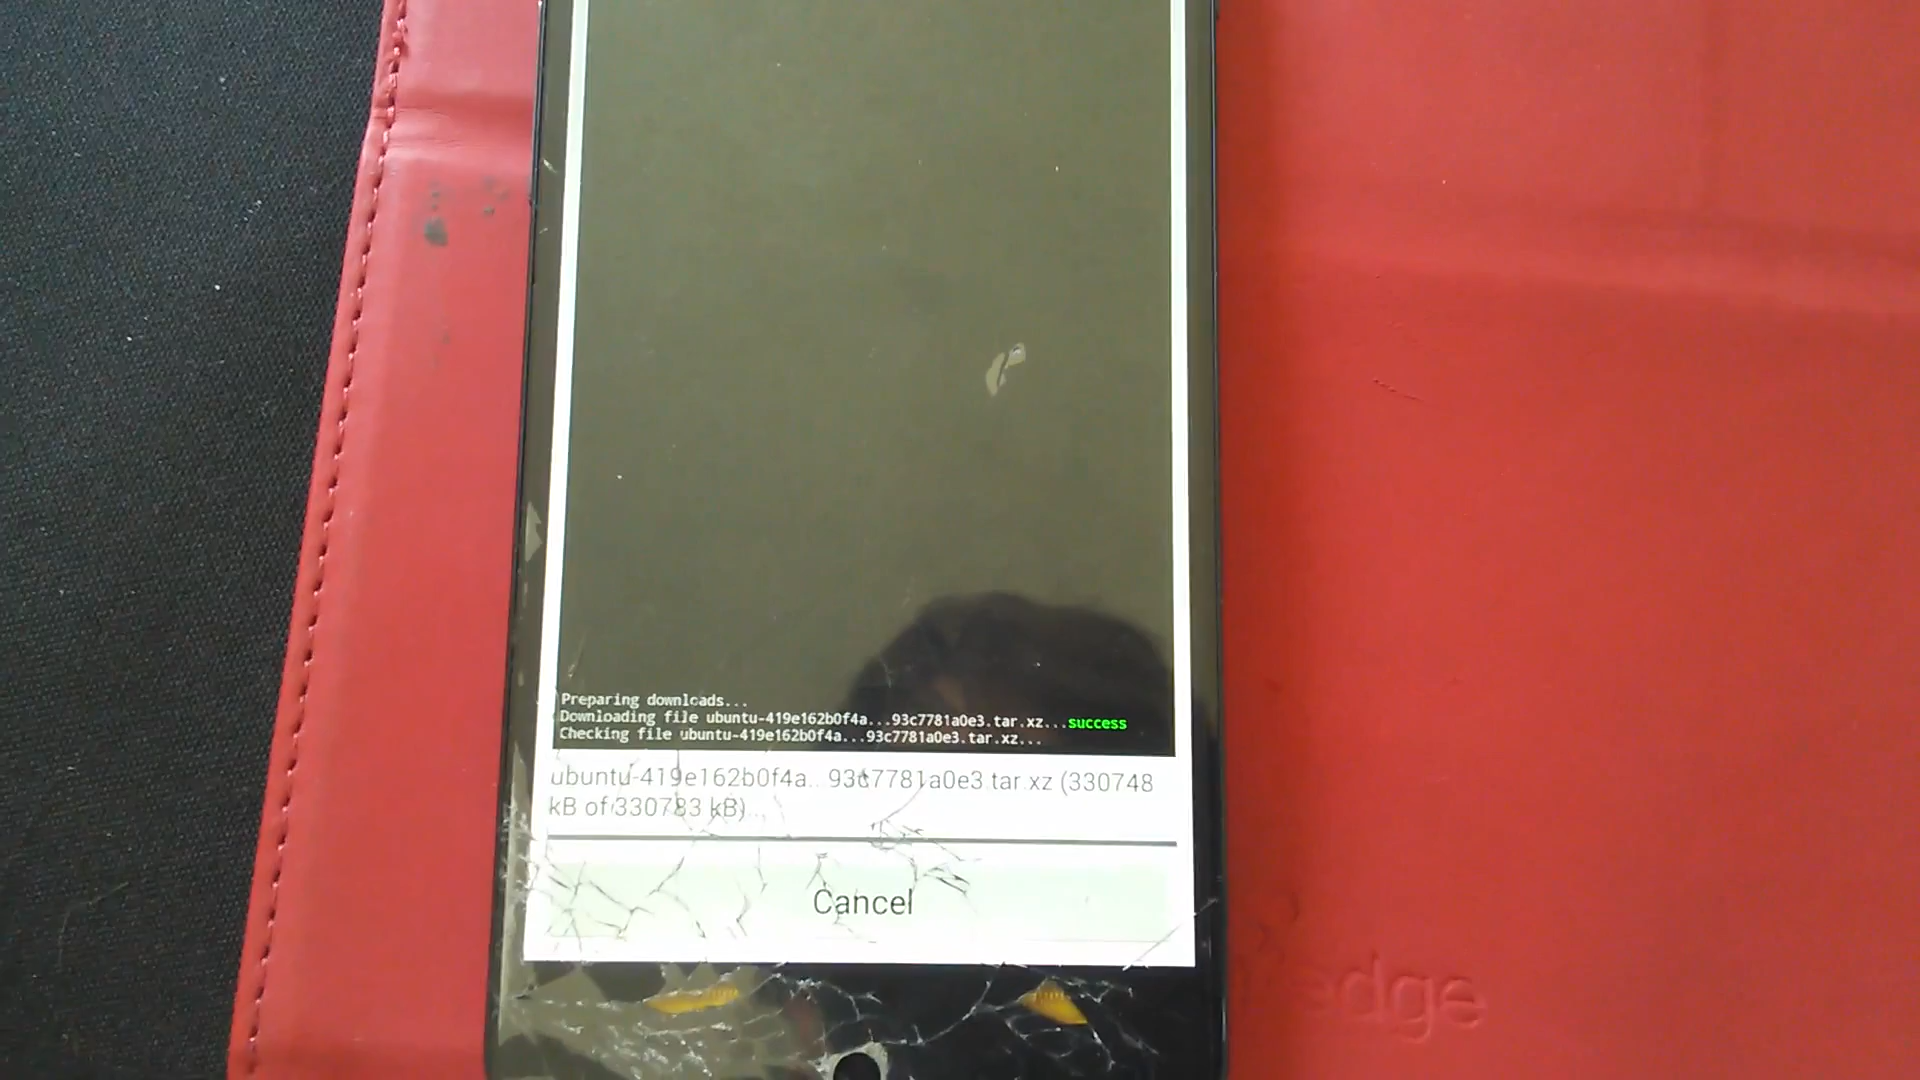 Preparing downloads...
Downloading file ubuntu-419e162b0f4a...93c7781a0e3.tar.xz...success
Checking file ubuntu-419e162b0f4a...93c7781a0e3.tar.xz...
ubuntu-419e162b0f4a...93c7781a0e3.tar.xz (330748
kB of 330783 kB)...
Cancel
edge